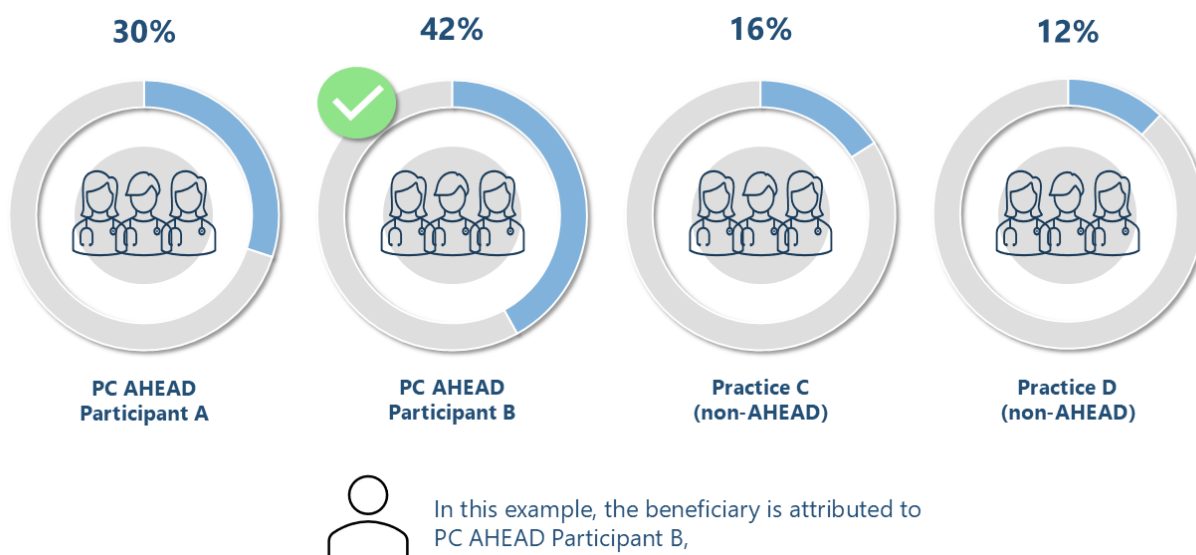 30%
42%
16%
12%
PC AHEAD
Participant A
PC AHEAD
Participant B
Practice C
(non-AHEAD)
Practice D
(non-AHEAD)
In this example, the beneficiary is attributed to
PC AHEAD Participant B,